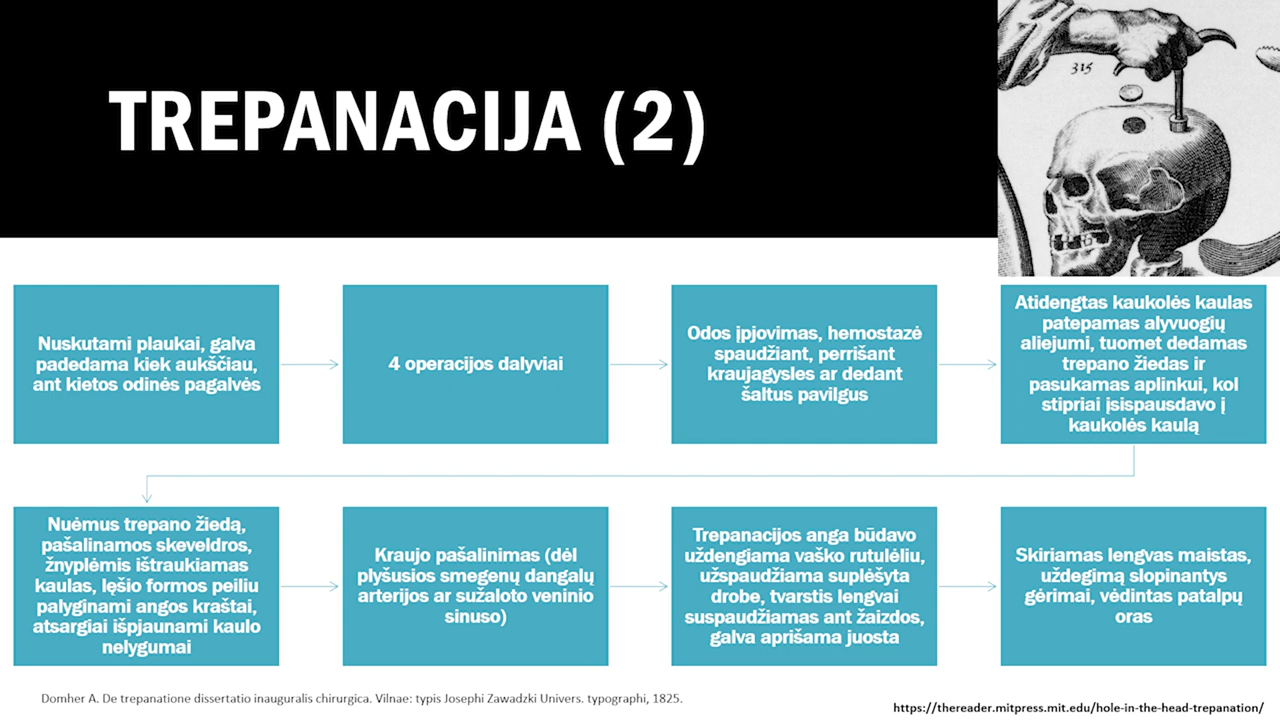 TREPANACIJA (2)
315
Nuskutami plaukai, galva
padedama kiek aukščiau,
ant kietos odinės pagalvės
4 operacijos dalyviai
Odos įpjovimas, hemostazė
spaudžiant, perrišant
kraujagysles ar dedant
šaltus pavilgus
Atidengtas kaukolės kaulas
patepamas alyvuogių
aliejumi, tuomet dedamas
trepano žiedas ir
pasukamas aplinkui, kol
stipriai įsispausdavo į
kaukolės kaulą
Nuėmus trepano žiedą,
pašalinamos skeveldros,
žnyplėmis ištraukiamas
kaulas, lęšio formos peiliu
palyginami angos kraštai,
atsargiai išpjaunami kaulo
nelygumai
Kraujo pašalinimas (dėl
plyšusios smegenų dangalų
arterijos ar sužaloto veninio
sinuso)
Trepanacijos anga būdavo
uždengiama vaško rutulėliu,
užspaudžiama suplėšyta
drobe, tvarstis lengvai
suspaudžiamas ant žaizdos,
galva aprišama juosta
Skiriamas lengvas maistas,
uždegimą slopinantys
gėrimai, vėdintas patalpų
oras
Domher A. De trepanatione dissertatio inauguralis chirurgica. Vilnae: typis Josephi Zawadzki Univers. typographi, 1825.
https://thereader.mitpress.mit.edu/hole-in-the-head-trepanation/